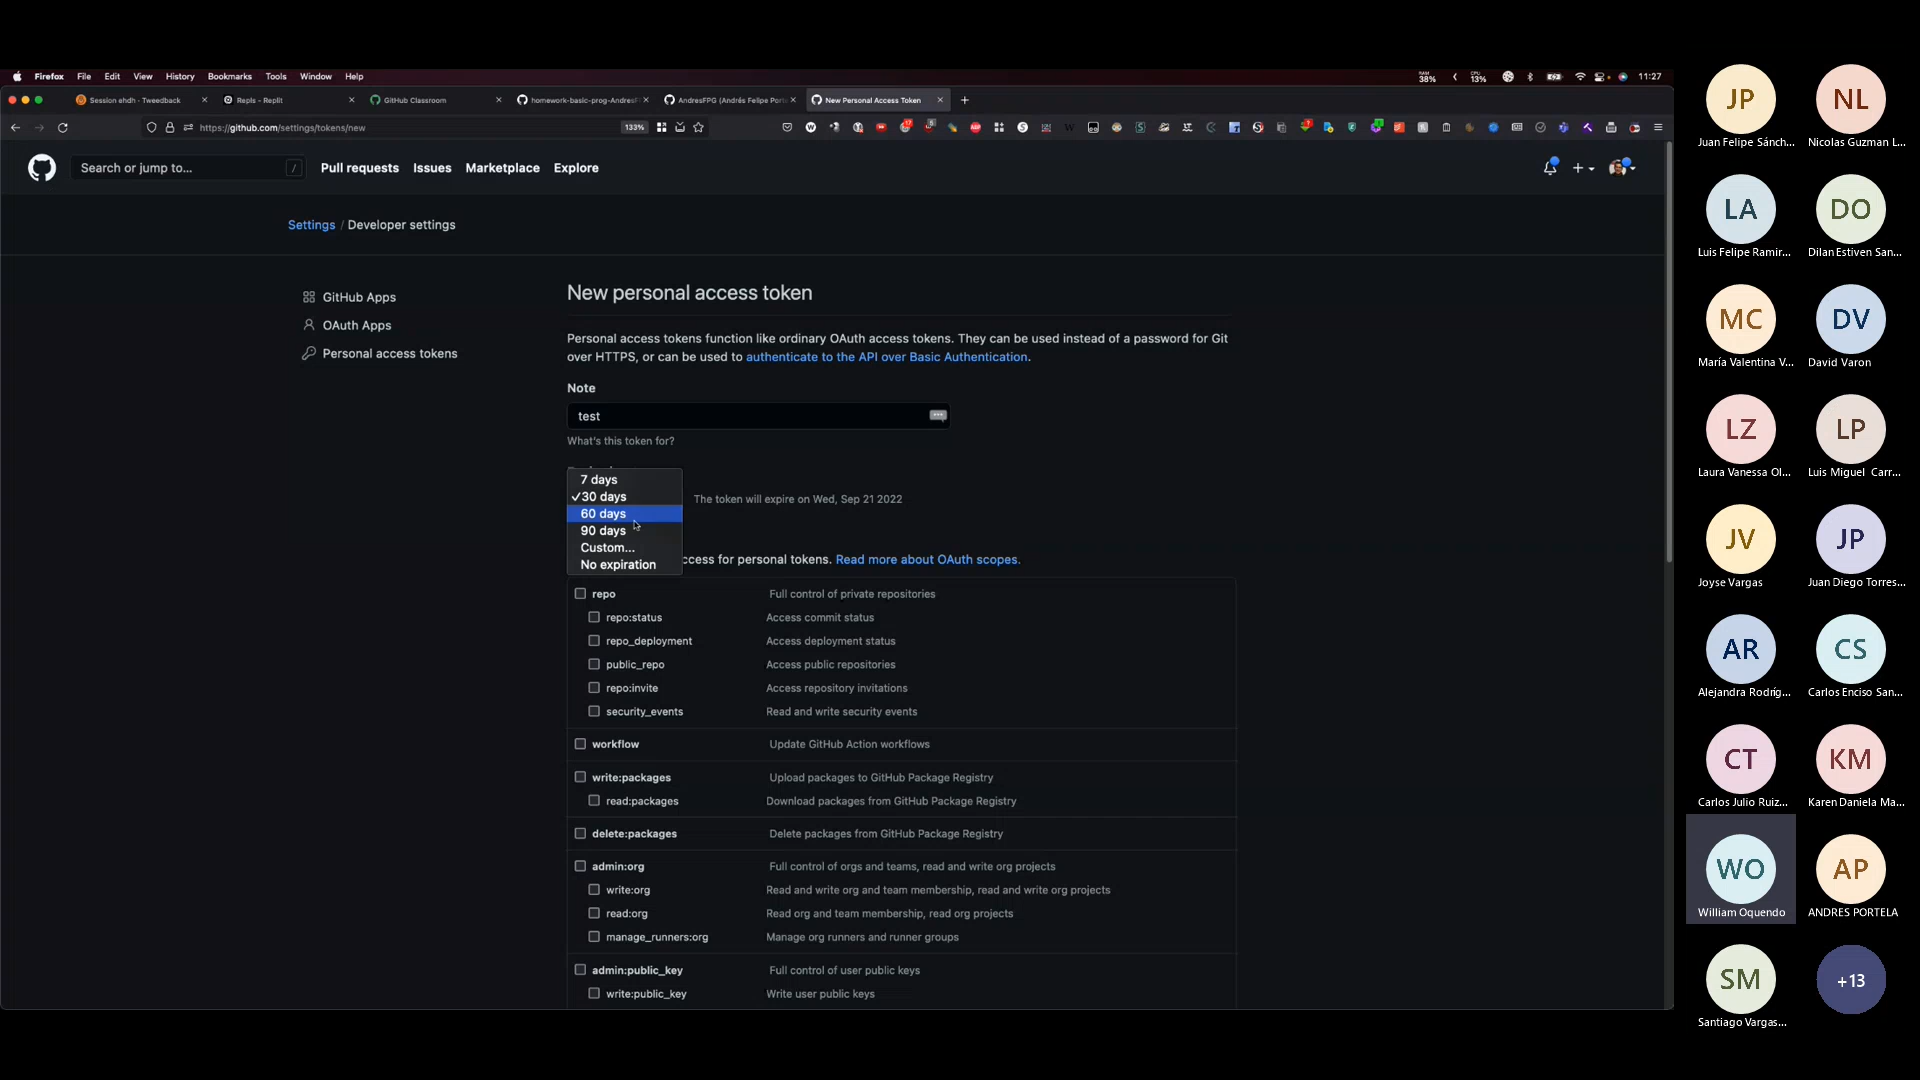 Firefox File Edit View History Bookmarks Tools Window Help
38% 13% 11:27
Session ehdh - Tweedback
Repls - Replit
GitHub Classroom
homework-basic-prog-AndresF
AndresFPG (Andrés Felipe Port
New Personal Access Token
https://github.com/settings/tokens/new
133%
Search or jump to... /
Pull requests Issues Marketplace Explore
Settings / Developer settings
GitHub Apps
OAuth Apps
Personal access tokens
New personal access token
Personal access tokens function like ordinary OAuth access tokens. They can be used instead of a password for Git
over HTTPS, or can be used to authenticate to the API over Basic Authentication.
Note
test
What's this token for?
7 days
✓30 days
60 days
90 days
Custom...
No expiration
The token will expire on Wed, Sep 21 2022
ccess for personal tokens. Read more about OAuth scopes.
repo Full control of private repositories
repo:status Access commit status
repo_deployment Access deployment status
public_repo Access public repositories
repo:invite Access repository invitations
security_events Read and write security events
workflow Update GitHub Action workflows
write:packages Upload packages to GitHub Package Registry
read:packages Download packages from GitHub Package Registry
delete:packages Delete packages from GitHub Package Registry
admin:org Full control of orgs and teams, read and write org projects
write:org Read and write org and team membership, read and write org projects
read:org Read org and team membership, read org projects
manage_runners:org Manage org runners and runner groups
admin:public_key Full control of user public keys
write:public_key Write user public keys
JP NL
Juan Felipe Sánch... Nicolas Guzman L...
LA DO
Luis Felipe Ramir... Dilan Estiven San...
MC DV
María Valentina V... David Varon
LZ LP
Laura Vanessa Ol... Luis Miguel Carr...
JV JP
Joyse Vargas Juan Diego Torres...
AR CS
Alejandra Rodríg... Carlos Enciso San...
CT KM
Carlos Julio Ruiz... Karen Daniela Ma...
WO AP
William Oquendo ANDRES PORTELA
SM +13
Santiago Vargas...